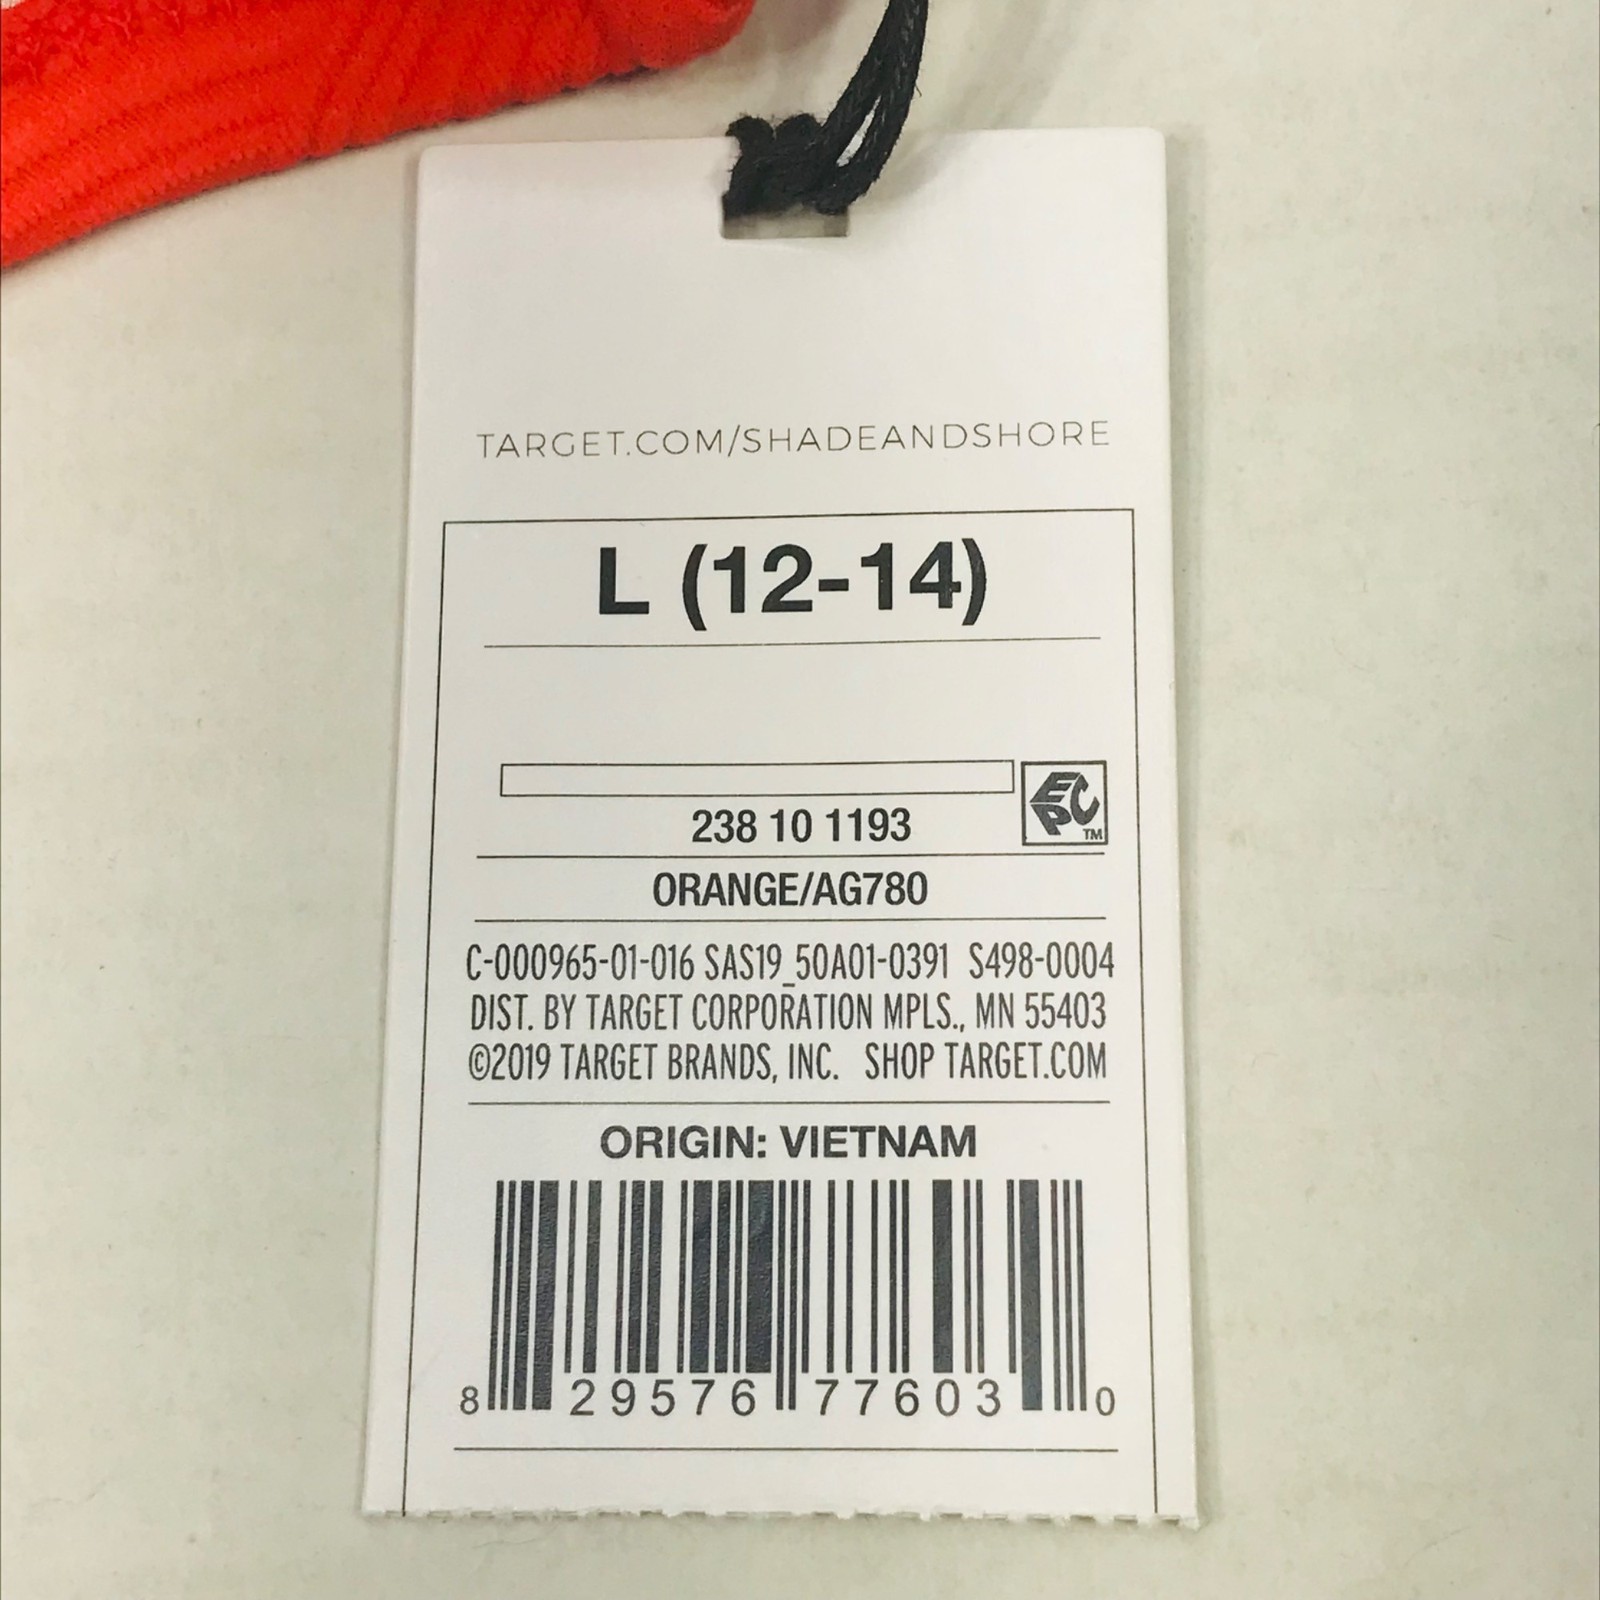 TARGET.COM/SHADEANDSHORE
L (12-14)
238 10 1193
EPC TM
ORANGE/AG780
C-000965-01-016 SAS19_50A01-0391 S498-0004
DIST. BY TARGET CORPORATION MPLS., MN 55403
©2019 TARGET BRANDS, INC. SHOP TARGET.COM
ORIGIN: VIETNAM
8 29576 77603 0